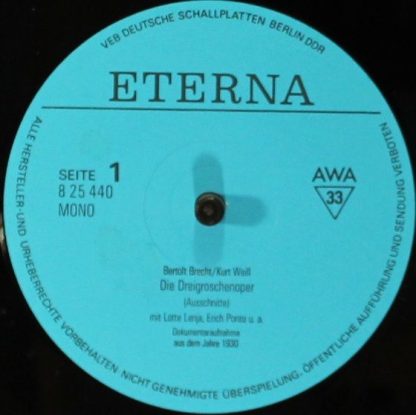 VEB DEUTSCHE SCHALLPLATTEN BERLIN DDR
ETERNA
SEITE 1
8 25 440
MONO
AWA
33
Bertolt Brecht/Kurt Weill
Die Dreigroschenoper
(Ausschnitte)
mit Lotte Lenja, Erich Ponto u. a.
Dokumentaraufnahme
aus dem Jahre 1930
ALLE HERSTELLER- UND URHEBERRECHTE VORBEHALTEN NICHT GENEHMIGTE ÜBERSPIELUNG, ÖFFENTLICHE AUFFÜHRUNG UND SENDUNG VERBOTEN